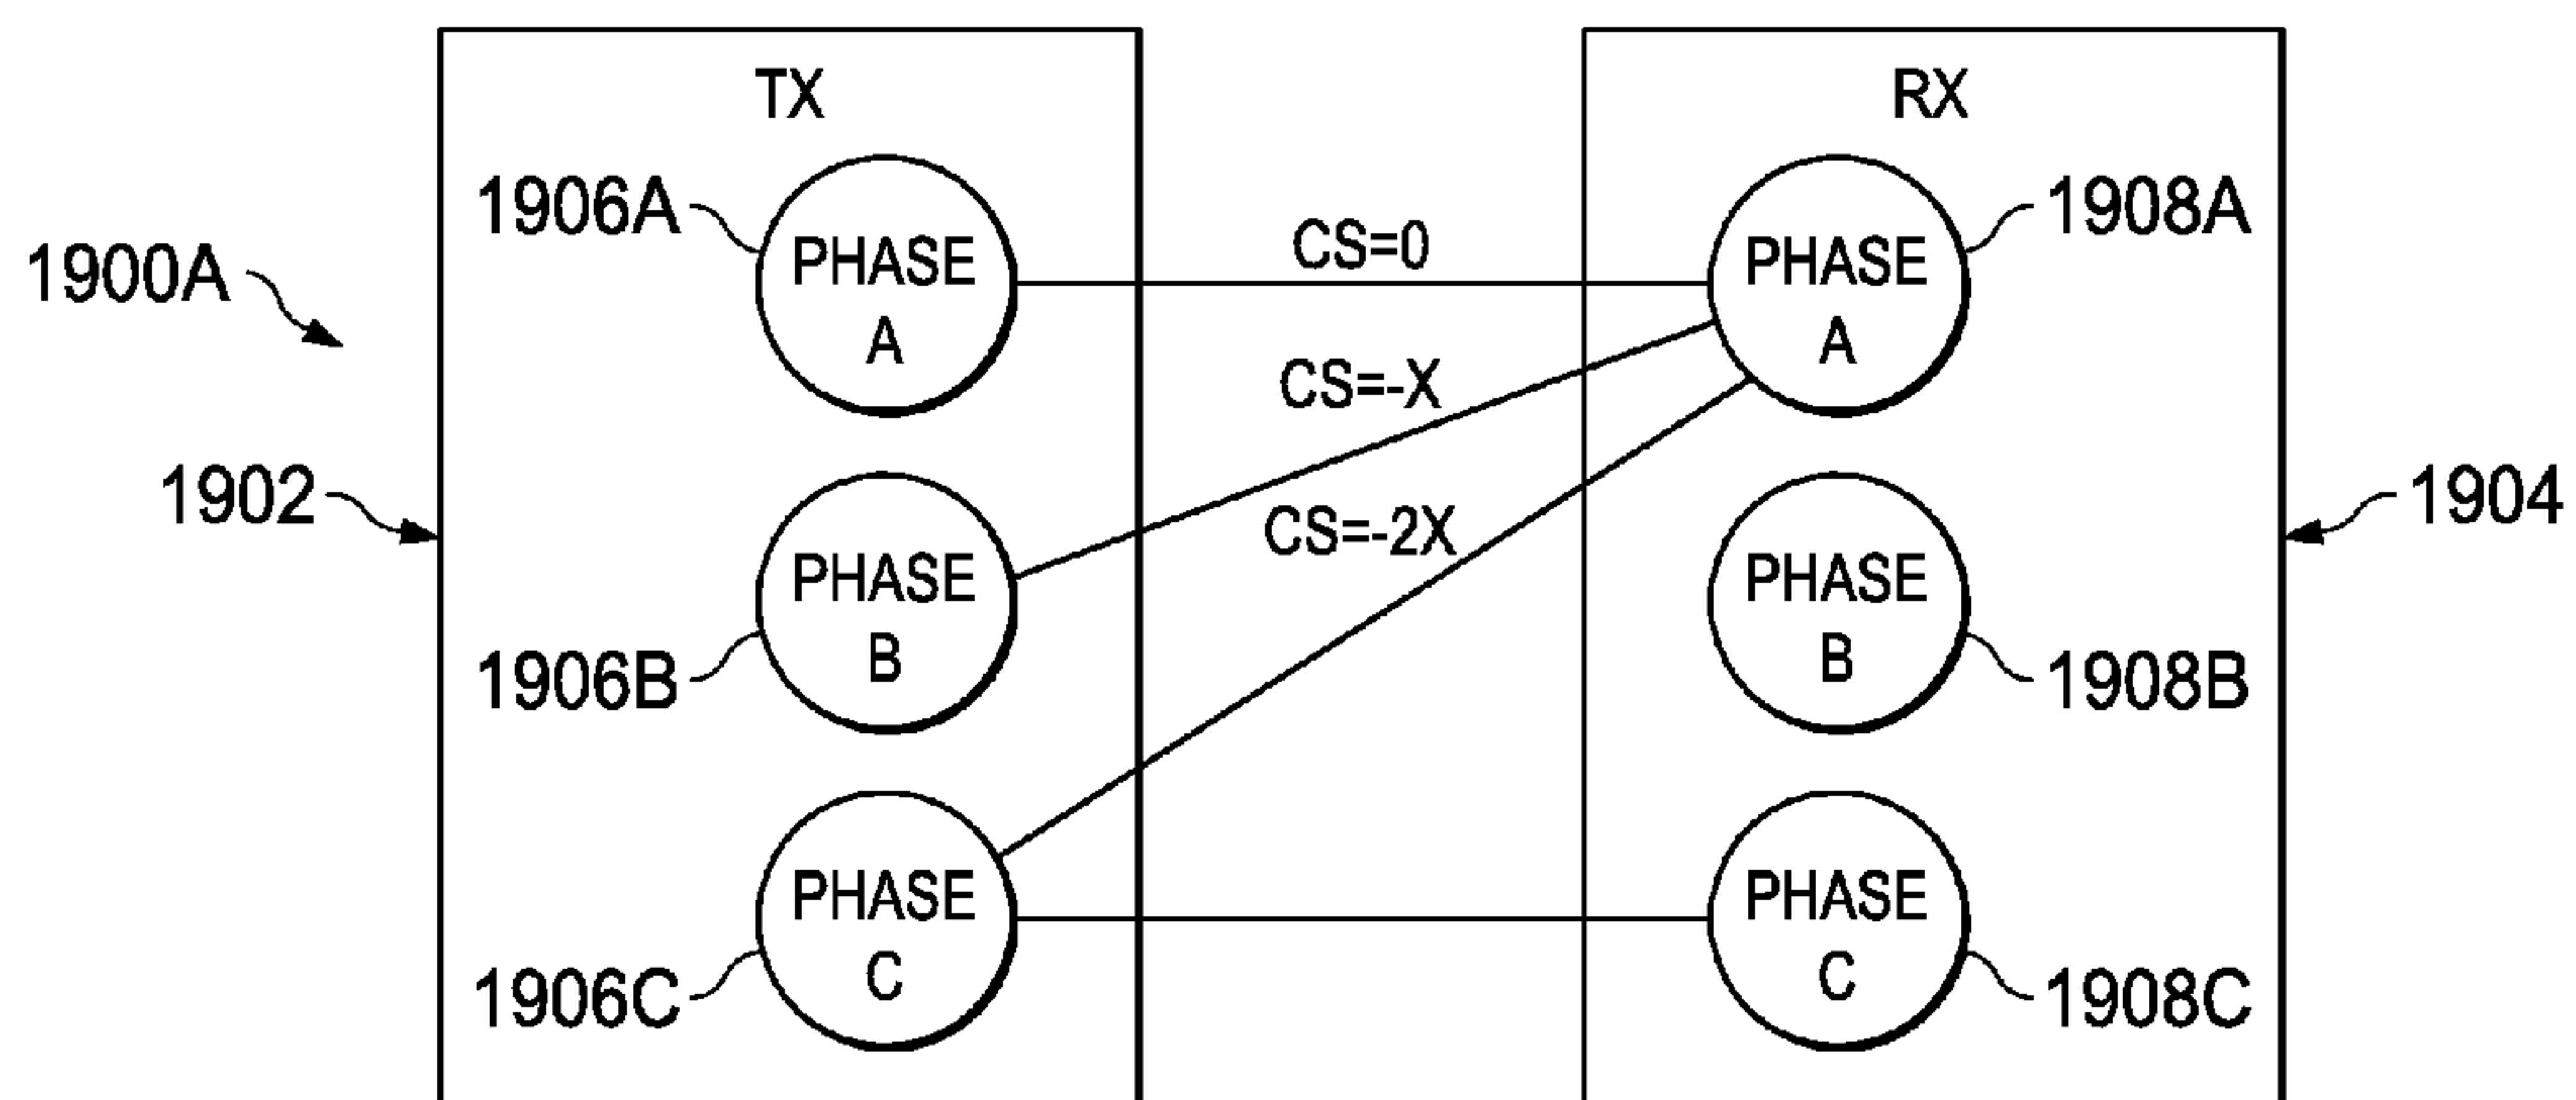 TX
RX
1906A
PHASE
A
CS=0
PHASE
A
1908A
1900A
CS=-X
1902
CS=-2X
1904
PHASE
B
PHASE
B
1906B
1908B
PHASE
C
PHASE
C
1906C
1908C